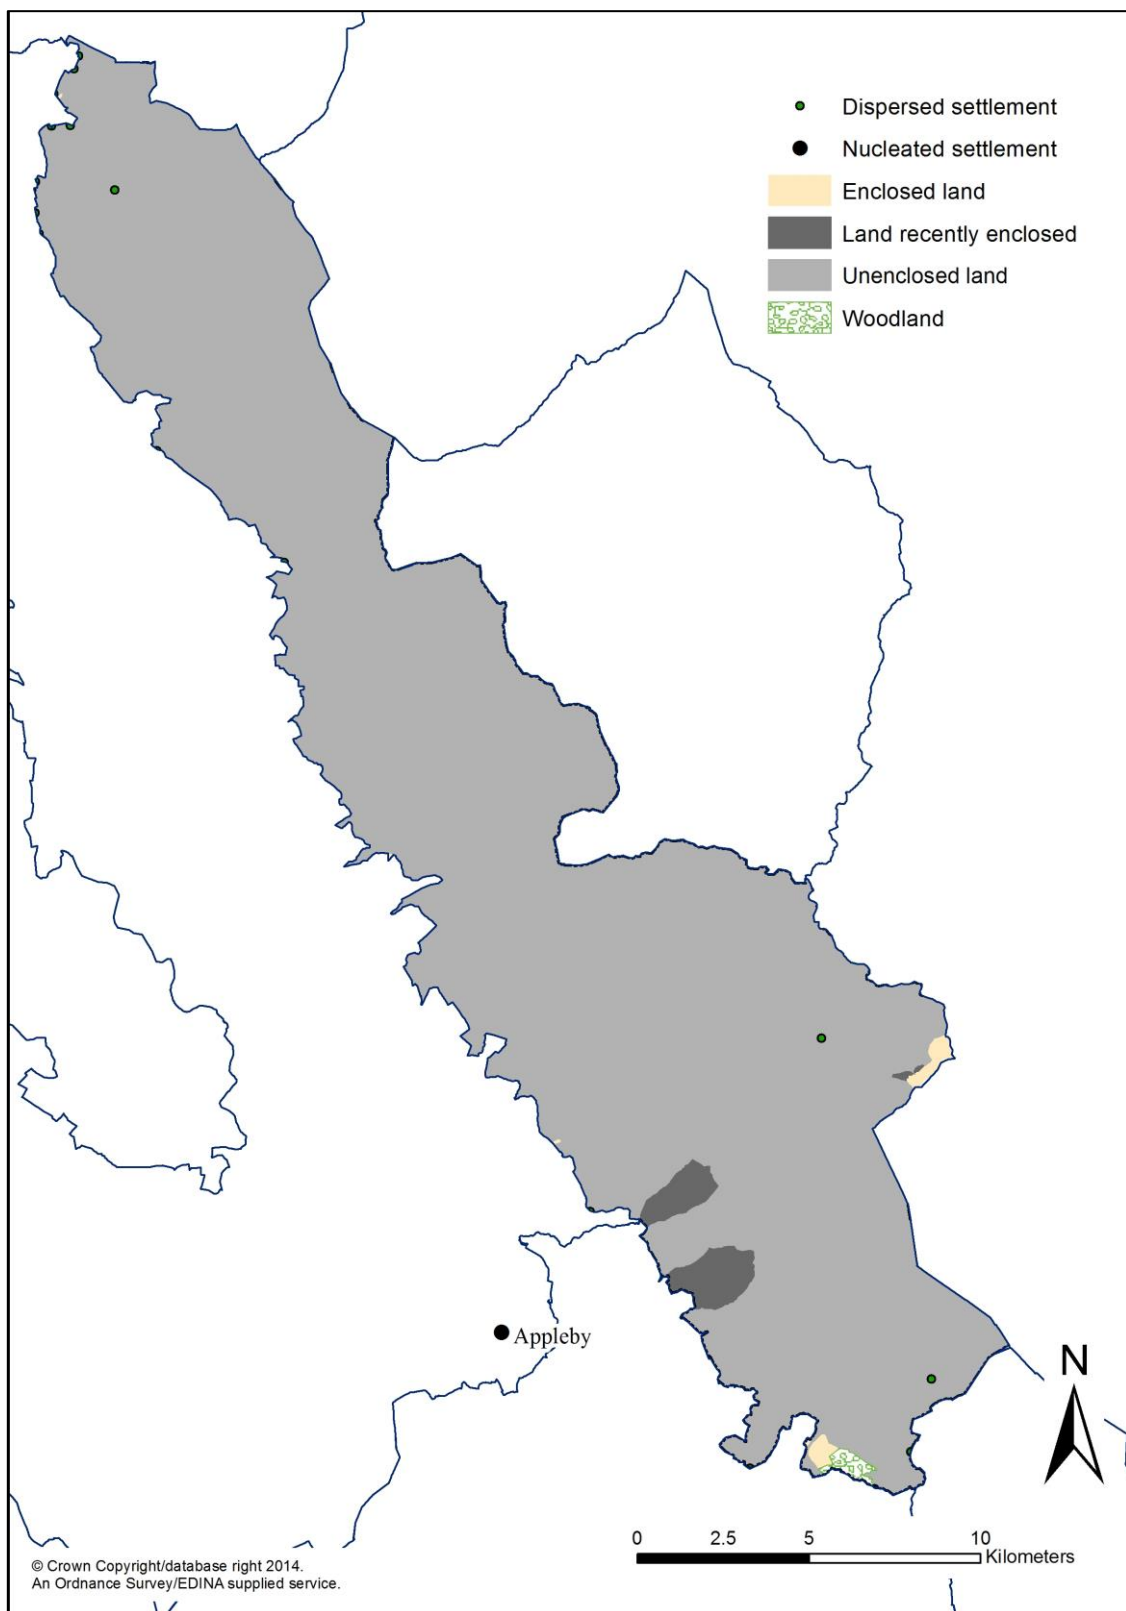 Dispersed settlement
Nucleated settlement
Enclosed land
Land recently enclosed
Unenclosed land
Woodland
Appleby
N
0 2.5 5 10
Kilometers
© Crown Copyright/database right 2014.
An Ordnance Survey/EDINA supplied service.